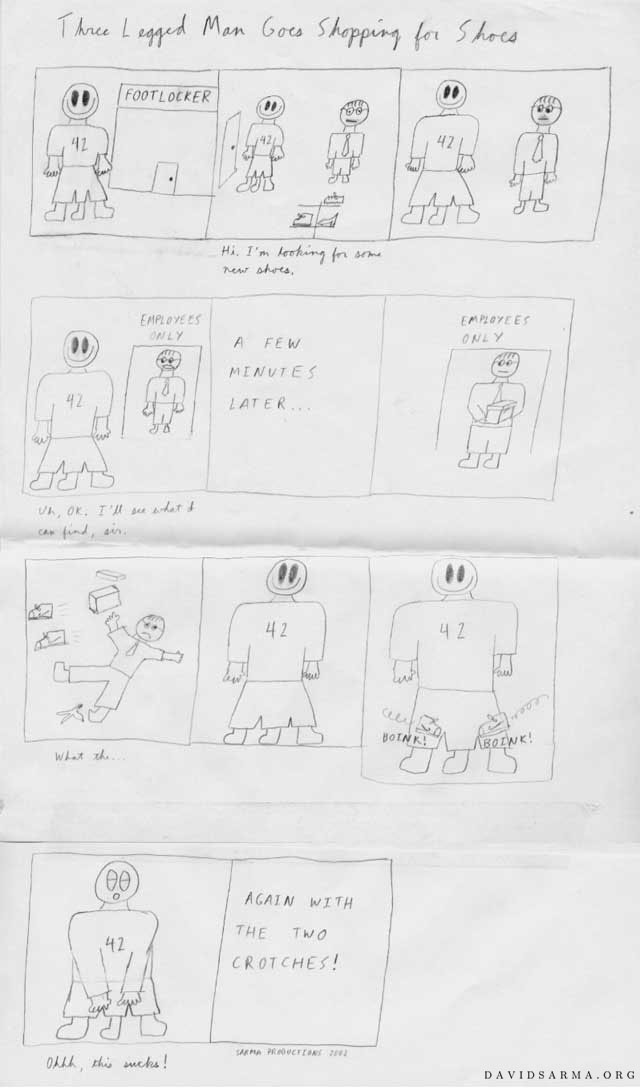 Three Legged Man Goes Shopping for Shoes
FOOTLOCKER
42
42
42
Hi. I'm looking for some
new shoes.
42
EMPLOYEES
ONLY
A FEW
MINUTES
LATER...
EMPLOYEES
ONLY
Uh, OK. I'll see what I
can find, sir.
42
42
BOINK!
BOINK!
What the...
42
AGAIN WITH
THE TWO
CROTCHES!
Ohhh, this sucks!
SARMA PRODUCTIONS 2002
DAVIDSARMA.ORG